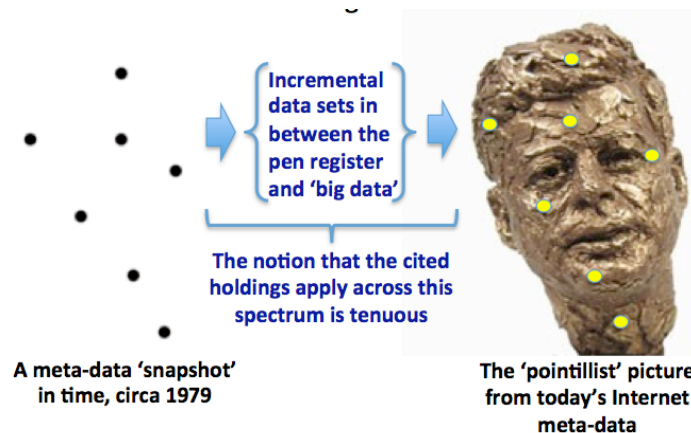 Incremental
data sets in
between the
pen register
and ‘big data’
The notion that the cited
holdings apply across this
spectrum is tenuous
A meta-data ‘snapshot’
in time, circa 1979
The ‘pointillist’ picture
from today’s Internet
meta-data